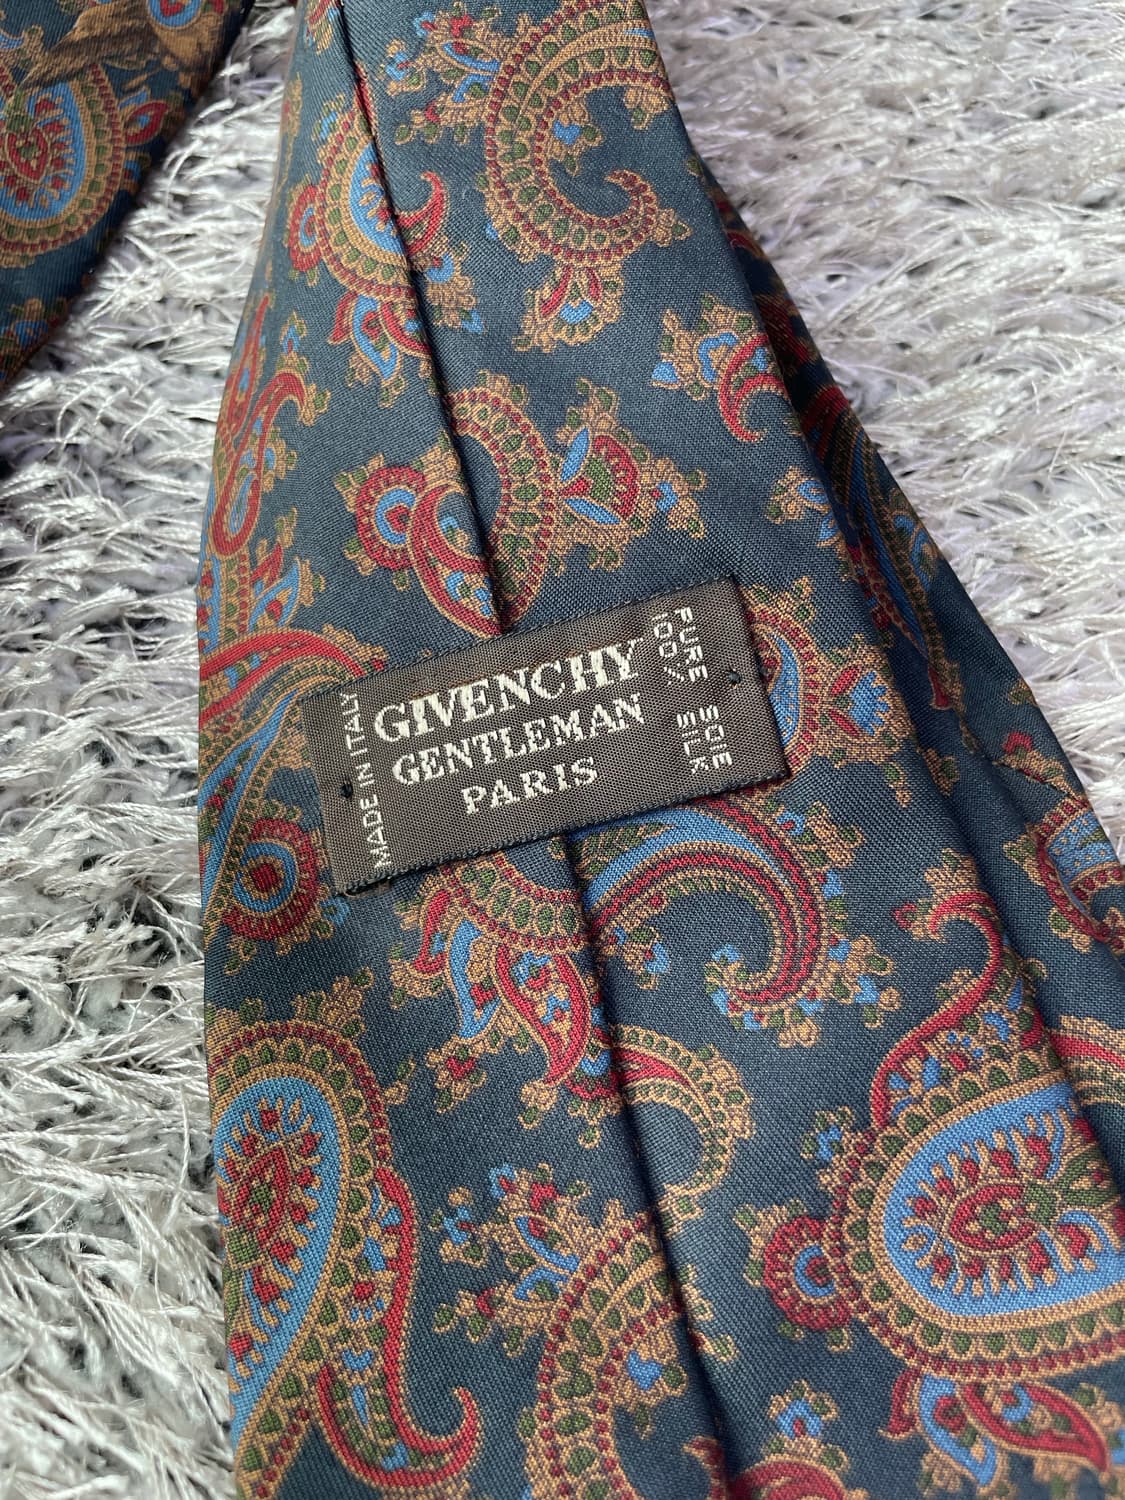 MADE IN ITALY
GIVENCHY
GENTLEMAN
PARIS
PURE SOIE
100% SILK